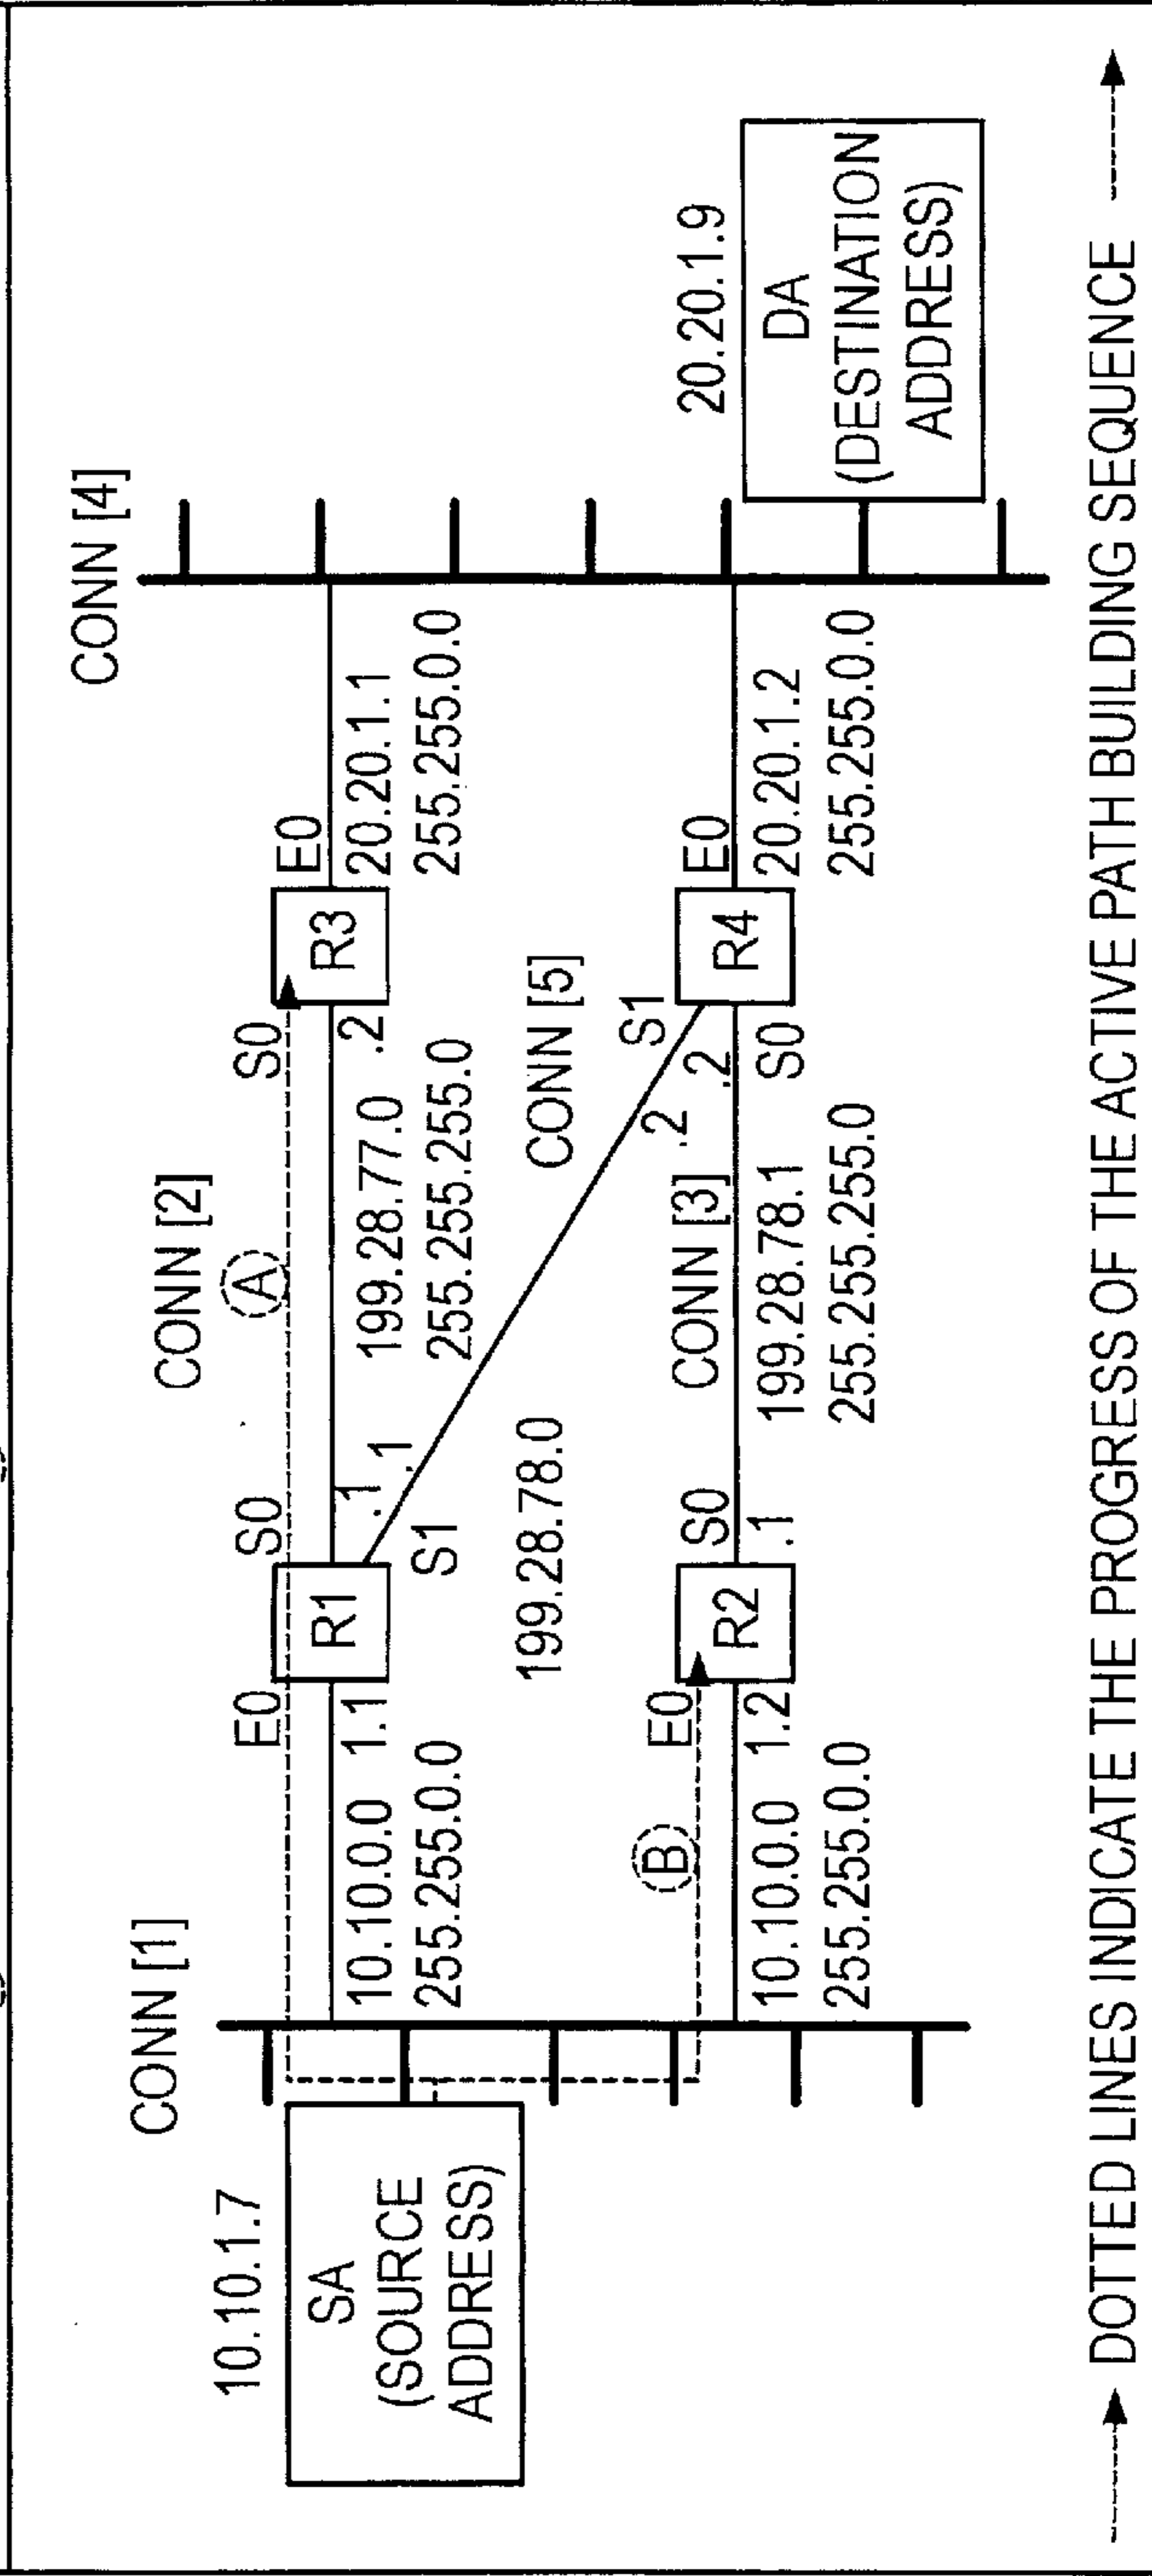 CONN [1]
CONN [2]
CONN [4]
10.10.1.7
SA
(SOURCE
ADDRESS)
E0
R1
S0
A
S0
R3
E0
10.10.0.0
1.1
255.255.0.0
.1
.1
S1
199.28.77.0
255.255.255.0
.2
20.20.1.1
255.255.0.0
199.28.78.0
CONN [5]
B
E0
R2
S0
CONN [3]
.2
.2
S1
R4
E0
10.10.0.0
1.2
255.255.0.0
.1
199.28.78.1
255.255.255.0
S0
20.20.1.2
255.255.0.0
20.20.1.9
DA
(DESTINATION
ADDRESS)
DOTTED LINES INDICATE THE PROGRESS OF THE ACTIVE PATH BUILDING SEQUENCE